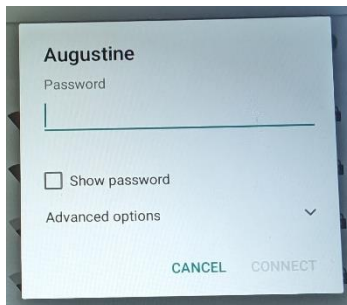 Augustine
Password
Show password
Advanced options
CANCEL CONNECT